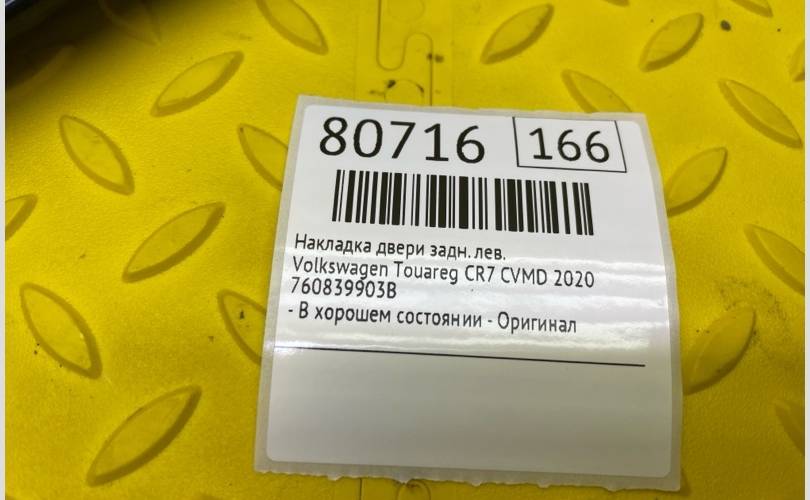 80716 166
Накладка двери задн. лев.
Volkswagen Touareg CR7 CVMD 2020
760839903B
- В хорошем состоянии - Оригинал